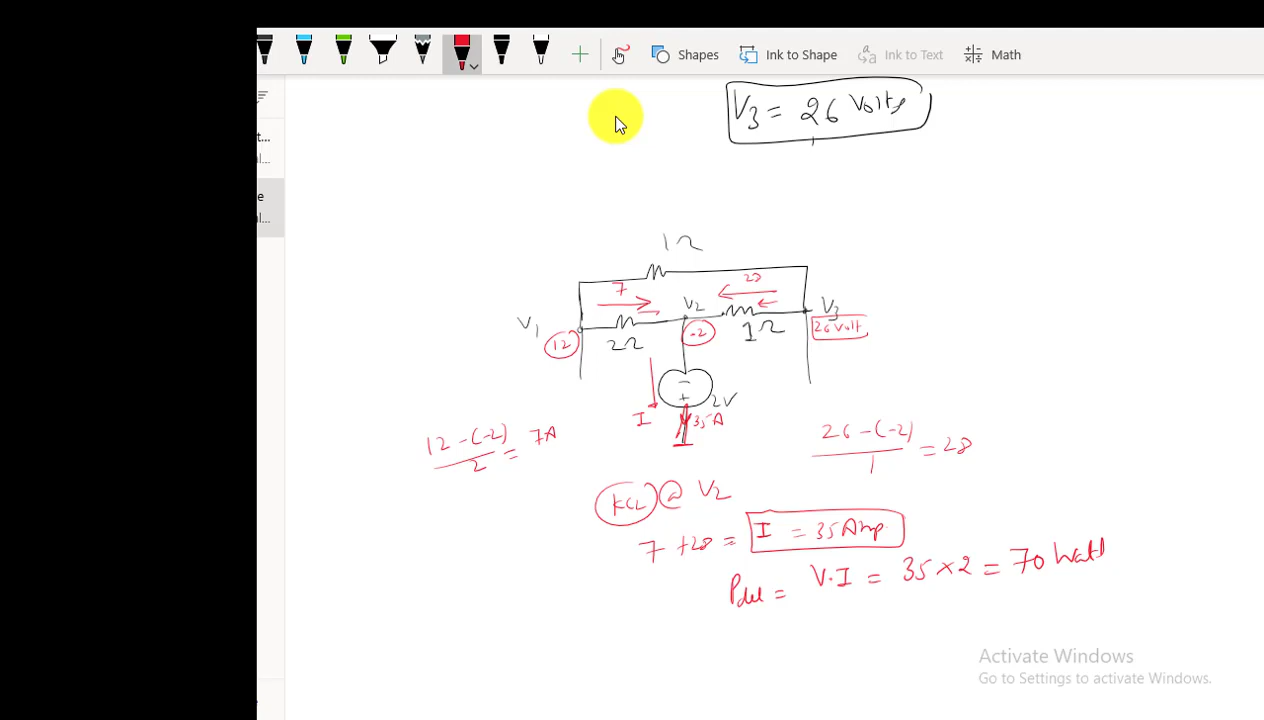 Shapes Ink to Shape Ink to Text Math
V3 = 26 Volts
t...
al...
e
al...
1Ω
7 28
V1 V2 V3
12 2Ω -2 1Ω 26 volt
- 
+ 2V
I 35A
12-(-2)/2 = 7A
26-(-2)/1 = 28
KCL @ V2
7 + 28 = I = 35 Amp
Pdel = V.I = 35 × 2 = 70 Watt
Activate Windows
Go to Settings to activate Windows.